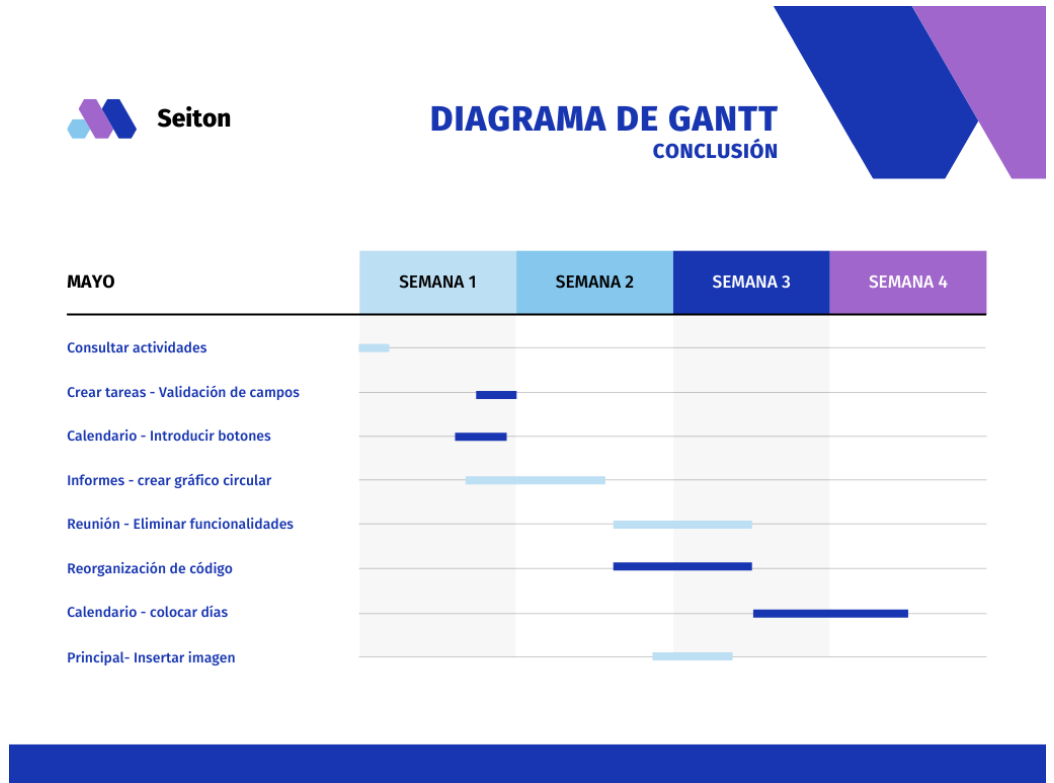 Seiton
DIAGRAMA DE GANTT
CONCLUSIÓN
MAYO
SEMANA 1
SEMANA 2
SEMANA 3
SEMANA 4
Consultar actividades
Crear tareas - Validación de campos
Calendario - Introducir botones
Informes - crear gráfico circular
Reunión - Eliminar funcionalidades
Reorganización de código
Calendario - colocar días
Principal- Insertar imagen